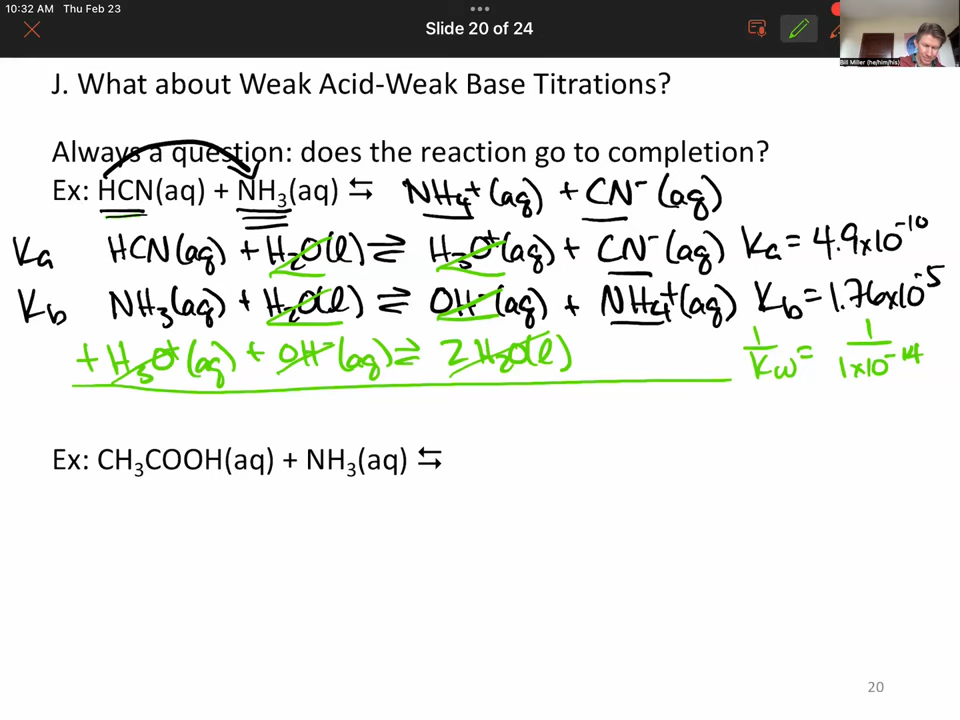 10:32 AM Thu Feb 23
Slide 20 of 24
Bill Miller (he/him/his)
J. What about Weak Acid-Weak Base Titrations?
Always a question: does the reaction go to completion?
Ex: HCN(aq) + NH₃(aq) ⇆ NH₄⁺(aq) + CN⁻(aq)
Ka HCN(aq) + H₂O(l) ⇌ H₃O⁺(aq) + CN⁻(aq) Ka = 4.9x10⁻¹⁰
Kb NH₃(aq) + H₂O(l) ⇌ OH⁻(aq) + NH₄⁺(aq) Kb = 1.76x10⁻⁵
+ H₃O⁺(aq) + OH⁻(aq) ⇌ 2H₂O(l) 1/Kw = 1/1x10⁻¹⁴
Ex: CH₃COOH(aq) + NH₃(aq) ⇆
20